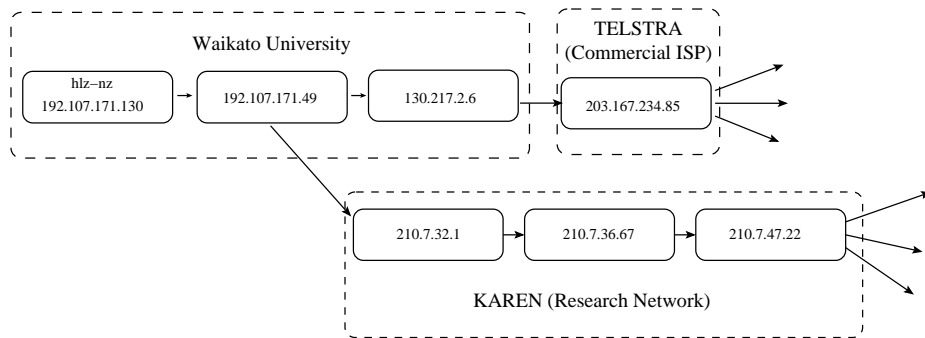 Waikato University
TELSTRA
(Commercial ISP)
hlz-nz
192.107.171.130
192.107.171.49
130.217.2.6
203.167.234.85
210.7.32.1
210.7.36.67
210.7.47.22
KAREN (Research Network)